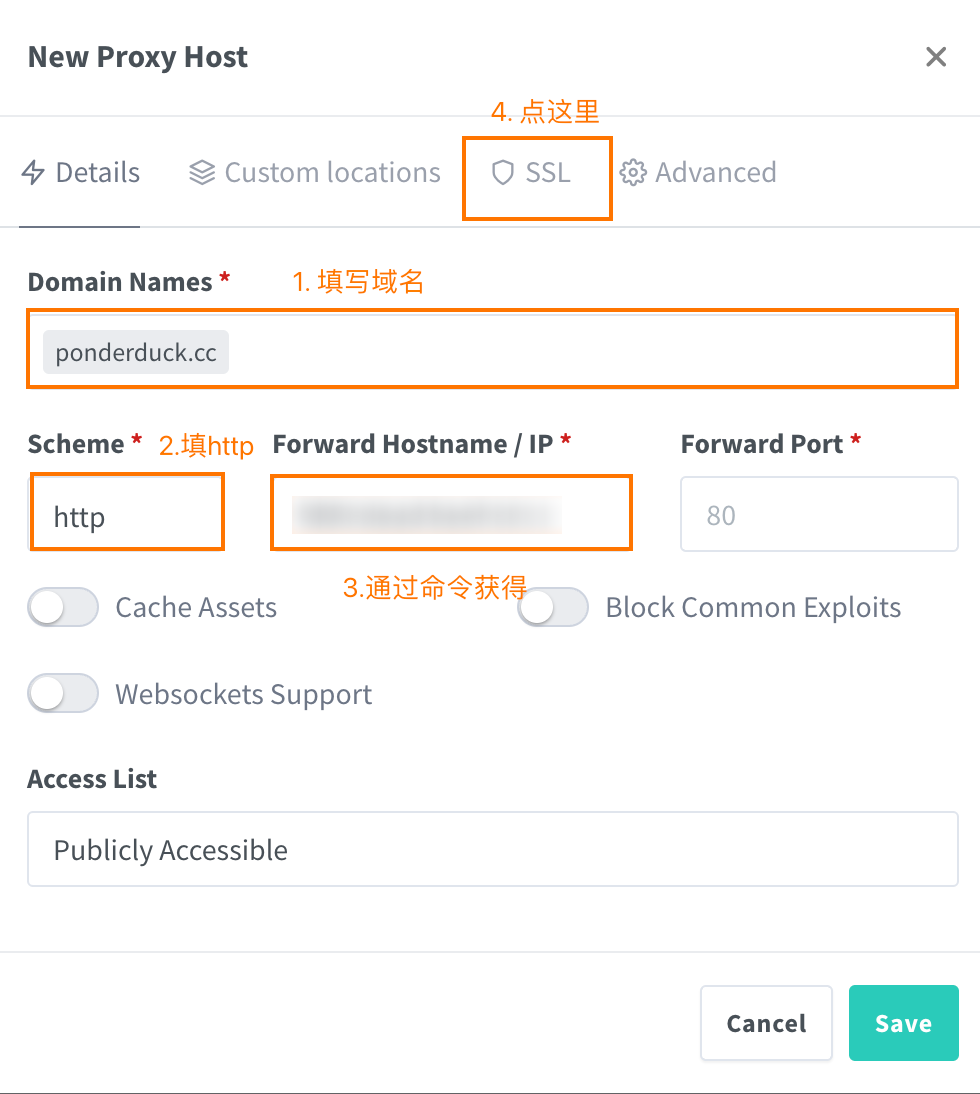 New Proxy Host
4. 点这里
Details
Custom locations
SSL
Advanced
Domain Names *
1. 填写域名
ponderduck.cc
Scheme *
2.填http
Forward Hostname / IP *
Forward Port *
http
80
3.通过命令获得
Cache Assets
Block Common Exploits
Websockets Support
Access List
Publicly Accessible
Cancel
Save